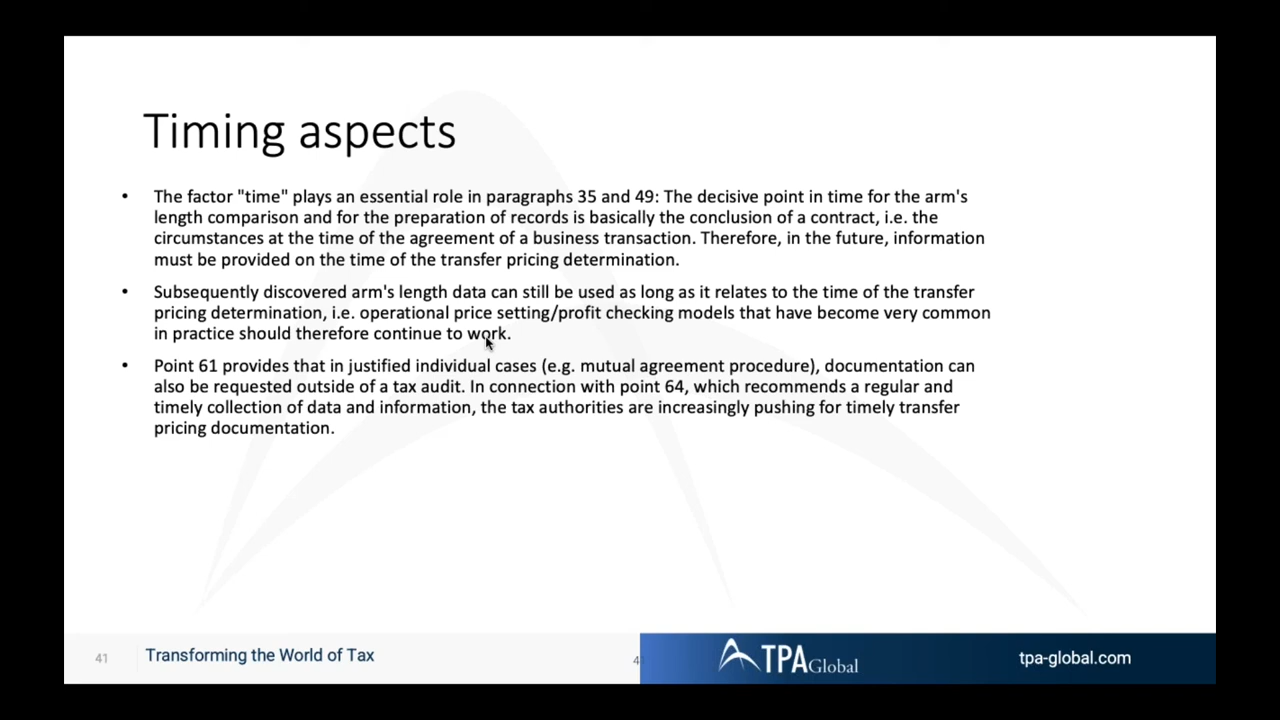 Timing aspects
• The factor "time" plays an essential role in paragraphs 35 and 49: The decisive point in time for the arm's
length comparison and for the preparation of records is basically the conclusion of a contract, i.e. the
circumstances at the time of the agreement of a business transaction. Therefore, in the future, information
must be provided on the time of the transfer pricing determination.
• Subsequently discovered arm's length data can still be used as long as it relates to the time of the transfer
pricing determination, i.e. operational price setting/profit checking models that have become very common
in practice should therefore continue to work.
• Point 61 provides that in justified individual cases (e.g. mutual agreement procedure), documentation can
also be requested outside of a tax audit. In connection with point 64, which recommends a regular and
timely collection of data and information, the tax authorities are increasingly pushing for timely transfer
pricing documentation.
41
Transforming the World of Tax
TPA Global
tpa-global.com